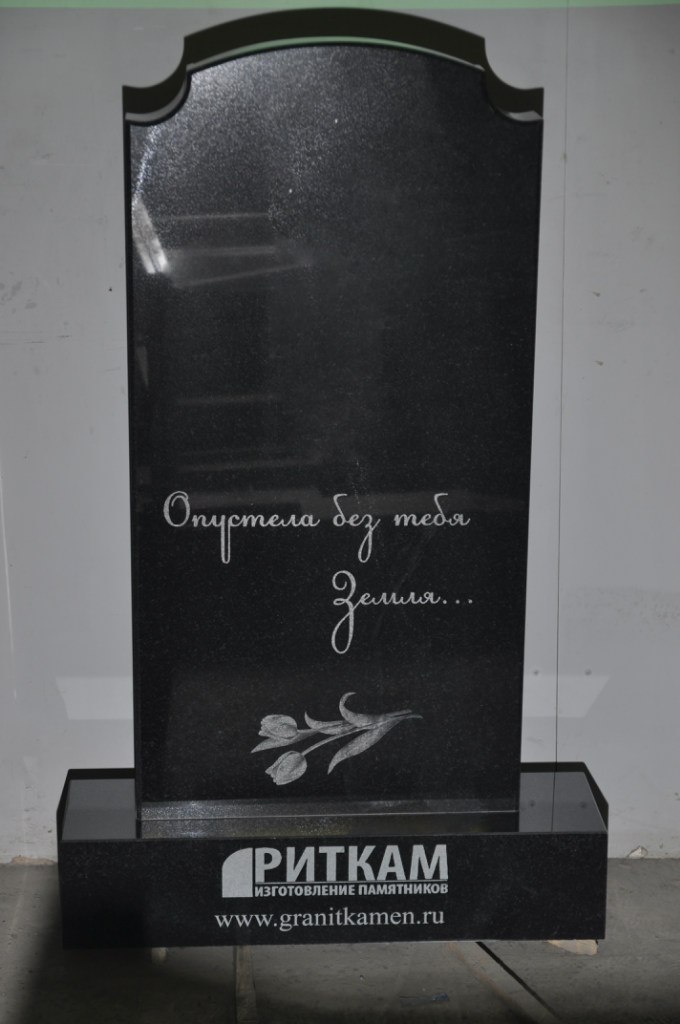 Опустела без тебя
Земля...
РИТКАМ
ИЗГОТОВЛЕНИЕ ПАМЯТНИКОВ
www.granitkamen.ru